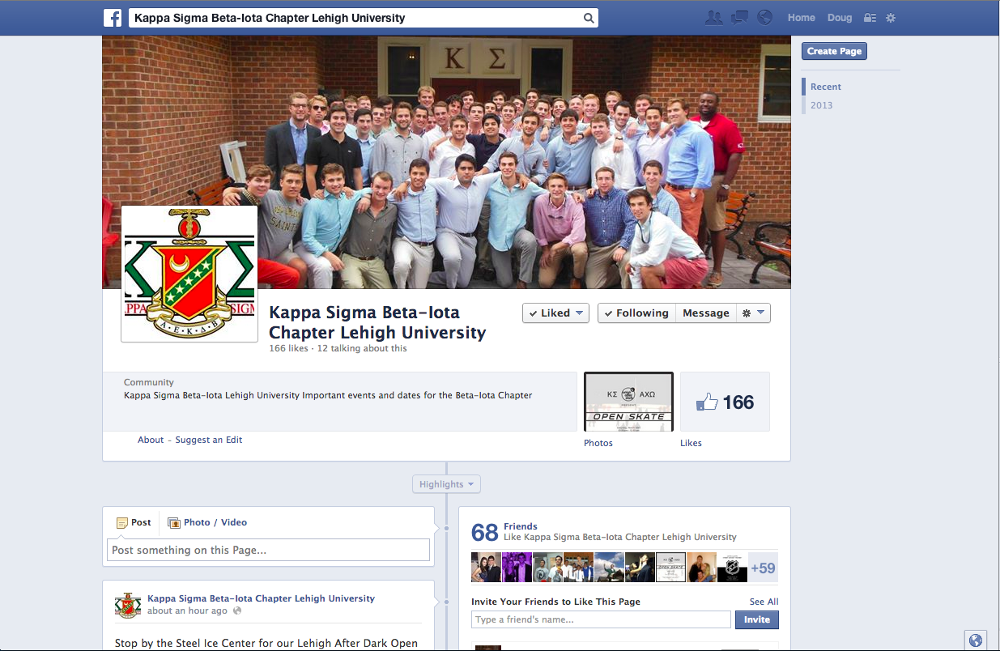 Kappa Sigma Beta-Iota Chapter Lehigh University
Home Doug
Create Page
Recent
2013
Κ Σ
ΚΣ
PPA SIGM
Α·Ε·Κ·Δ·Β
Kappa Sigma Beta-Iota
Chapter Lehigh University
166 likes · 12 talking about this
✓ Liked
✓ Following
Message
Community
Kappa Sigma Beta-Iota Lehigh University Important events and dates for the Beta-Iota Chapter
About - Suggest an Edit
ΚΣ ΑΧΩ
PRESENT
OPEN SKATE
Photos
166
Likes
Highlights
Post
Photo / Video
Post something on this Page...
Kappa Sigma Beta-Iota Chapter Lehigh University
about an hour ago
Stop by the Steel Ice Center for our Lehigh After Dark Open
68 Friends
Like Kappa Sigma Beta-Iota Chapter Lehigh University
+59
Invite Your Friends to Like This Page
See All
Type a friend's name...
Invite